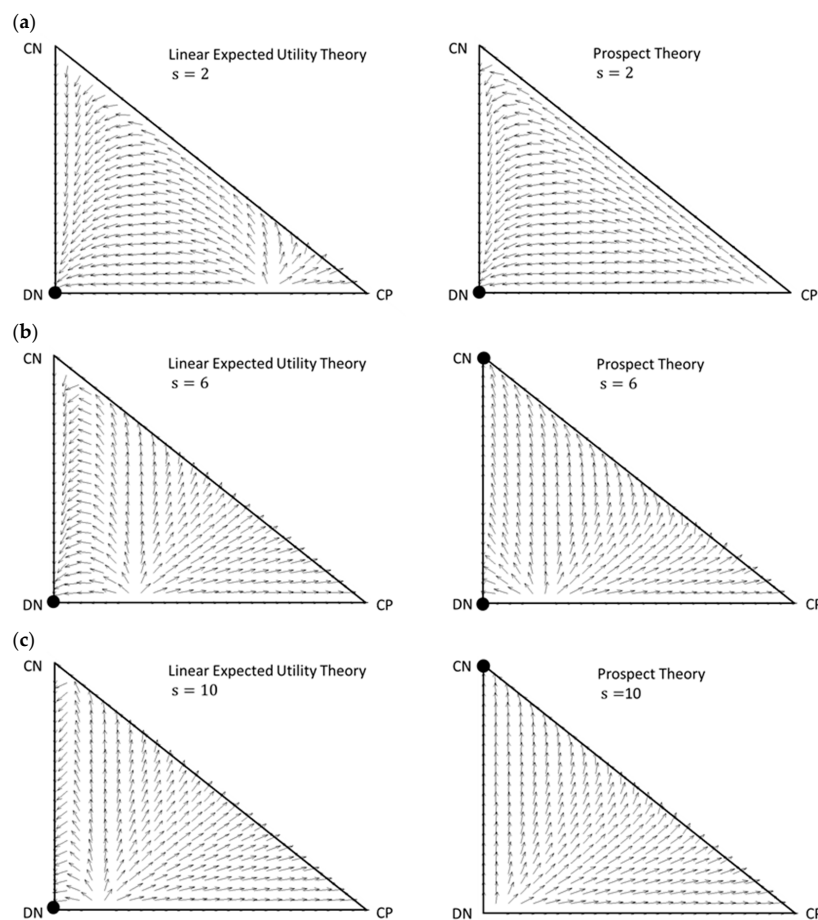 (a)
CN
Linear Expected Utility Theory
s = 2
DN
CP
CN
Prospect Theory
s = 2
DN
CP
(b)
CN
Linear Expected Utility Theory
s = 6
DN
CP
CN
Prospect Theory
s = 6
DN
CP
(c)
CN
Linear Expected Utility Theory
s = 10
DN
CP
CN
Prospect Theory
s =10
DN
CP